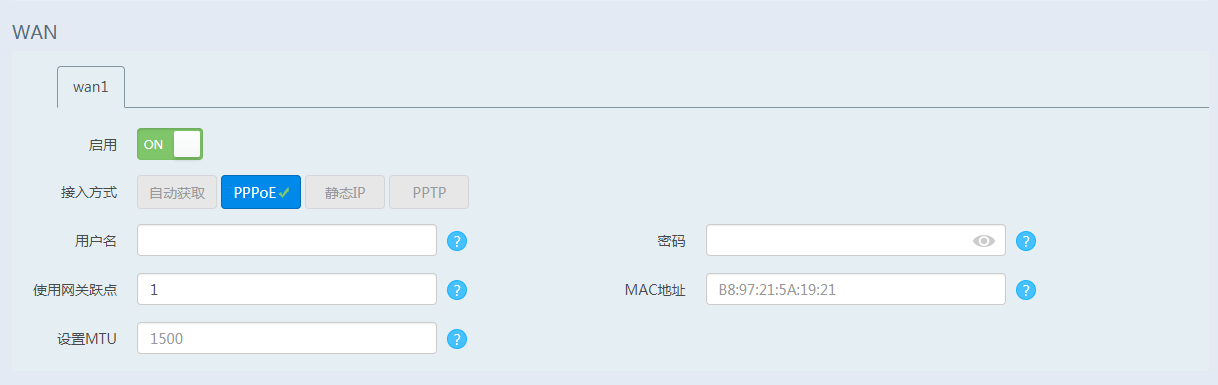 WAN
wan1
启用 ON
接入方式 自动获取 PPPoE 静态IP PPTP
用户名 ? 密码 ?
使用网关跃点 1 ? MAC地址 B8:97:21:5A:19:21 ?
设置MTU 1500 ?